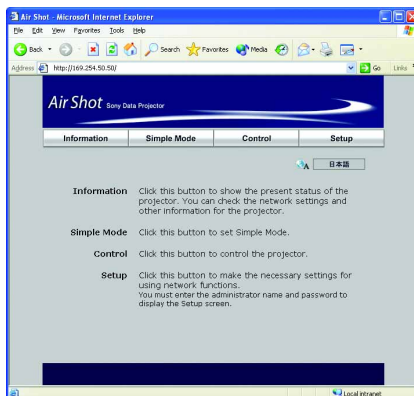 Air Shot - Microsoft Internet Explorer
File Edit View Favorites Tools Help
Back Search Favorites Media
Address http://169.254.50.50/ Go Links
Air Shot Sony Data Projector
Information Simple Mode Control Setup
A 日本語
Information Click this button to show the present status of the
projector. You can check the network settings and
other information for the projector.
Simple Mode Click this button to set Simple Mode.
Control Click this button to control the projector.
Setup Click this button to make the necessary settings for
using network functions.
You must enter the administrator name and password to
display the Setup screen.
Local intranet